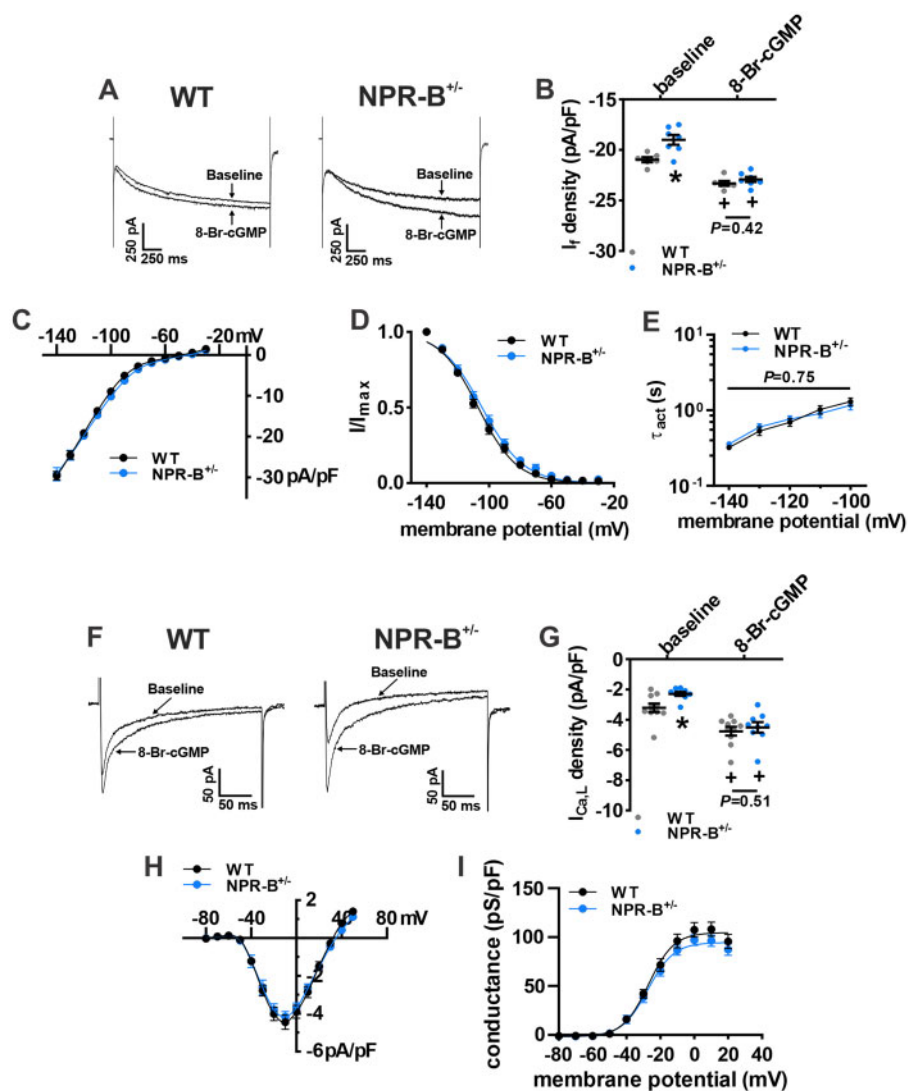 A
WT
NPR-B+/-
Baseline
8-Br-cGMP
250 pA
250 ms
Baseline
8-Br-cGMP
250 pA
250 ms
B
baseline
8-Br-cGMP
If density (pA/pF)
-15
-20
-25
-30
*
+ +
P=0.42
WT
NPR-B+/-
C
-140 -100 -60 -20 mV
0
-10
-20
-30 pA/pF
WT
NPR-B+/-
D
I/Imax
1.0
0.5
0.0
WT
NPR-B+/-
-140 -100 -60 -20
membrane potential (mV)
E
τact (s)
10¹
10⁰
10⁻¹
WT
NPR-B+/-
P=0.75
-140 -120 -100
membrane potential (mV)
F
WT
NPR-B+/-
Baseline
8-Br-cGMP
50 pA
50 ms
Baseline
8-Br-cGMP
50 pA
50 ms
G
baseline
8-Br-cGMP
ICa,L density (pA/pF)
0
-2
-4
-6
-8
-10
*
+ +
P=0.51
WT
NPR-B+/-
H
WT
NPR-B+/-
-80 -40 40 80 mV
2
-2
-4
-6 pA/pF
I
WT
NPR-B+/-
conductance (pS/pF)
150
100
50
0
-80 -60 -40 -20 0 20 40
membrane potential (mV)